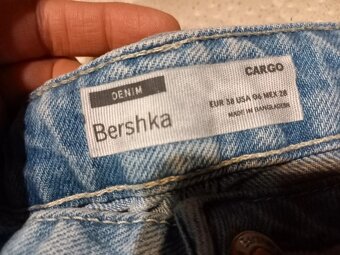 DENIM
CARGO
Bershka
EUR 38 USA 06 MEX 28
MADE IN BANGLADESH